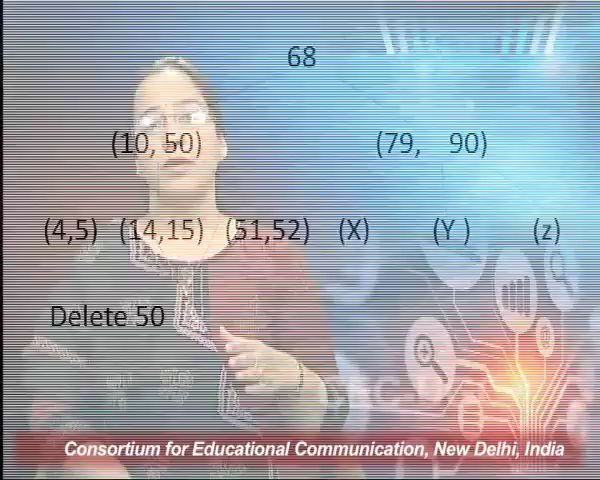 68
(10, 50) (79, 90)
(4,5) (14,15) (51,52) (X) (Y ) (z)
Delete 50
Consortium for Educational Communication, New Delhi, India